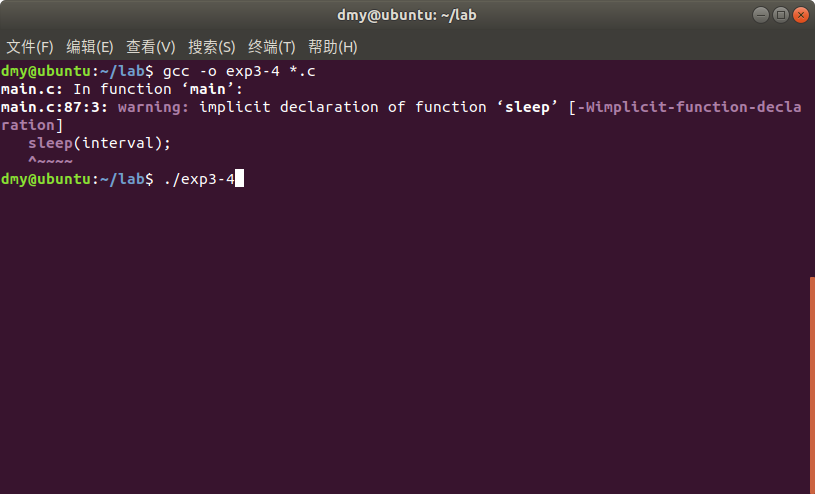 dmy@ubuntu: ~/lab
文件(F) 编辑(E) 查看(V) 搜索(S) 终端(T) 帮助(H)
dmy@ubuntu:~/lab$ gcc -o exp3-4 *.c
main.c: In function ‘main’:
main.c:87:3: warning: implicit declaration of function ‘sleep’ [-Wimplicit-function-decla
ration]
   sleep(interval);
   ^~~~~
dmy@ubuntu:~/lab$ ./exp3-4